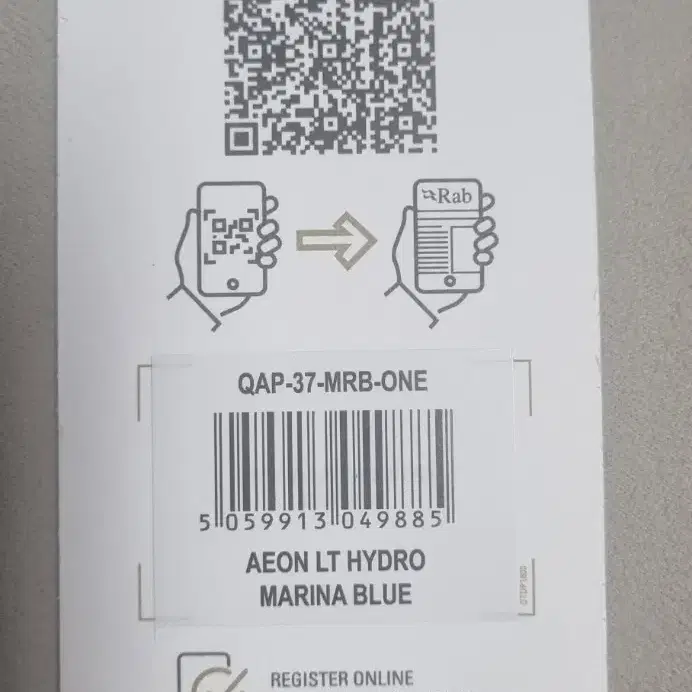 Rab
QAP-37-MRB-ONE
5 059913 049885
AEON LT HYDRO
MARINA BLUE
REGISTER ONLINE